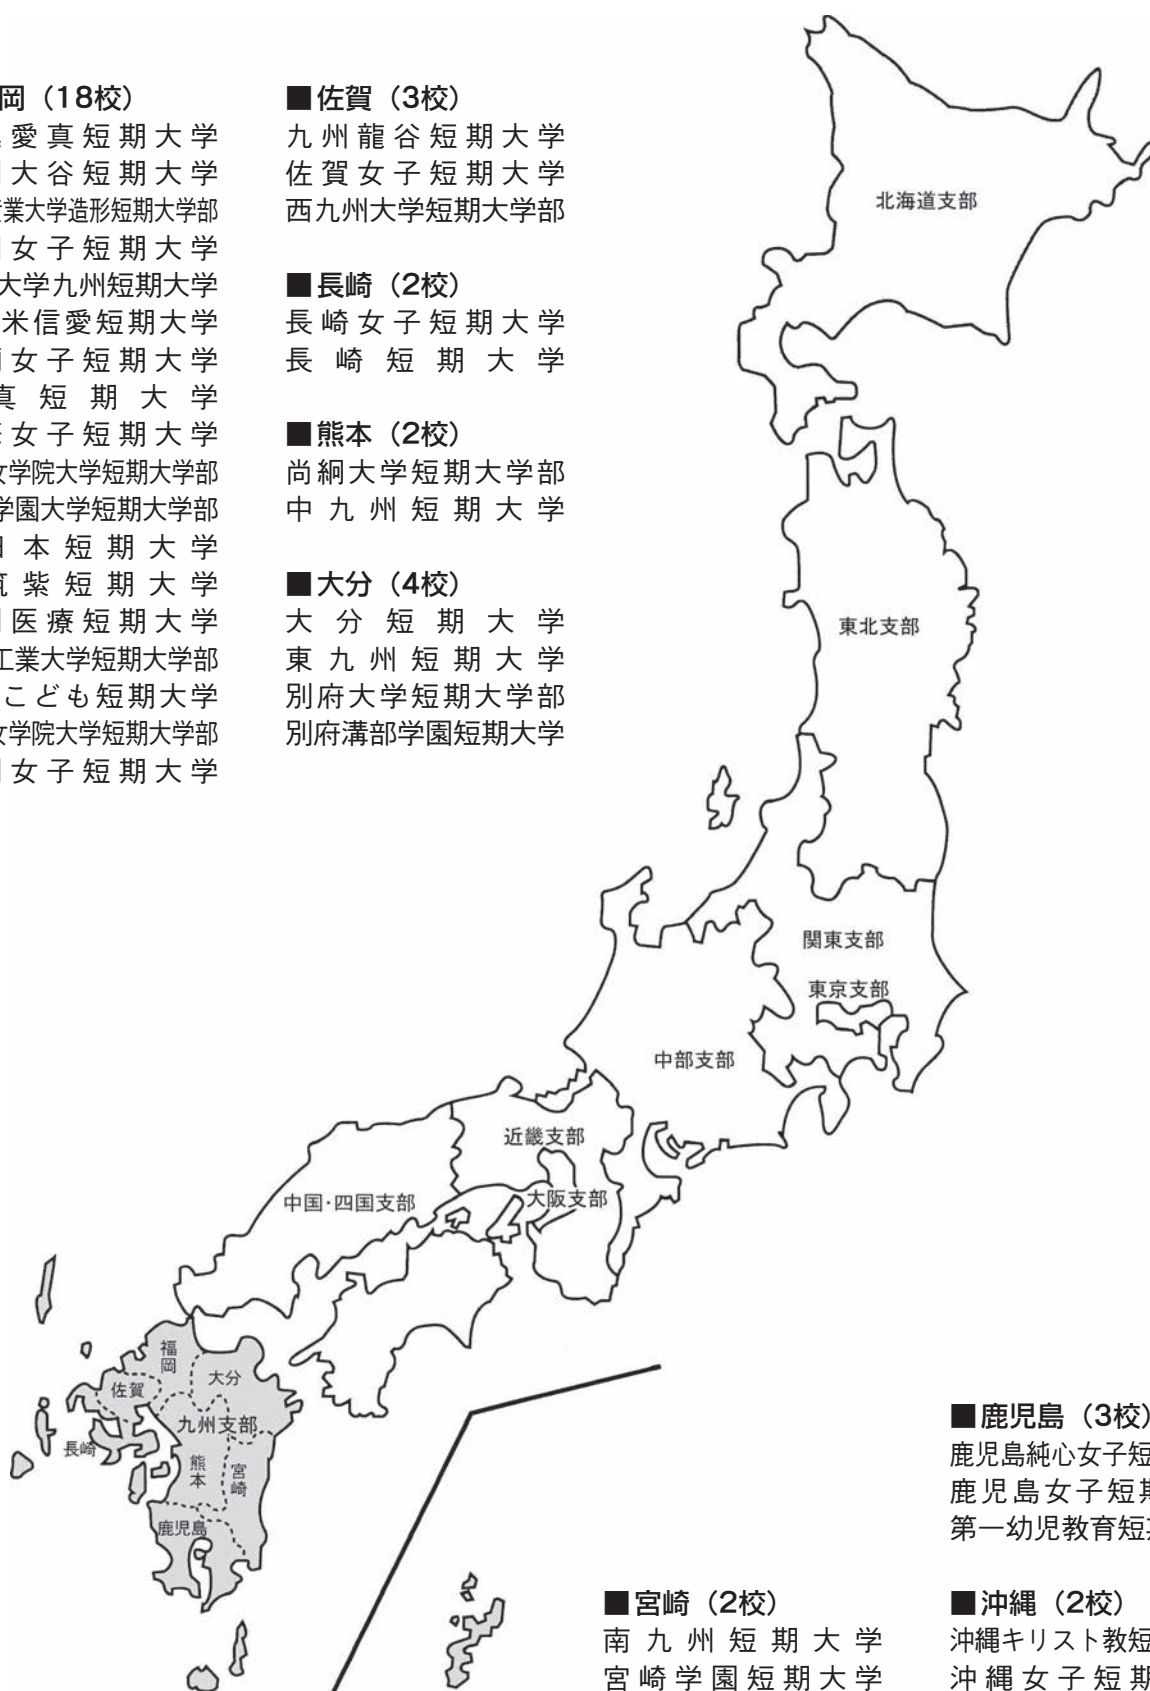 岡（18校）
愛真短期大学
大谷短期大学
業大学造形短期大学部
女子短期大学
大学九州短期大学
米信愛短期大学
女子短期大学
真短期大学
女子短期大学
女学院大学短期大学部
学園大学短期大学部
日本短期大学
筑紫短期大学
医療短期大学
工業大学短期大学部
こども短期大学
女学院大学短期大学部
女子短期大学
■佐賀（3校）
九州龍谷短期大学
佐賀女子短期大学
西九州大学短期大学部
■長崎（2校）
長崎女子短期大学
長崎短期大学
■熊本（2校）
尚絅大学短期大学部
中九州短期大学
■大分（4校）
大分短期大学
東九州短期大学
別府大学短期大学部
別府溝部学園短期大学
北海道支部
東北支部
関東支部
東京支部
中部支部
近畿支部
大阪支部
中国・四国支部
福岡
大分
佐賀
九州支部
長崎
熊本
宮崎
鹿児島
■鹿児島（3校）
鹿児島純心女子短
鹿児島女子短期
第一幼児教育短期
■宮崎（2校）
南九州短期大学
宮崎学園短期大学
■沖縄（2校）
沖縄キリスト教短
沖縄女子短期